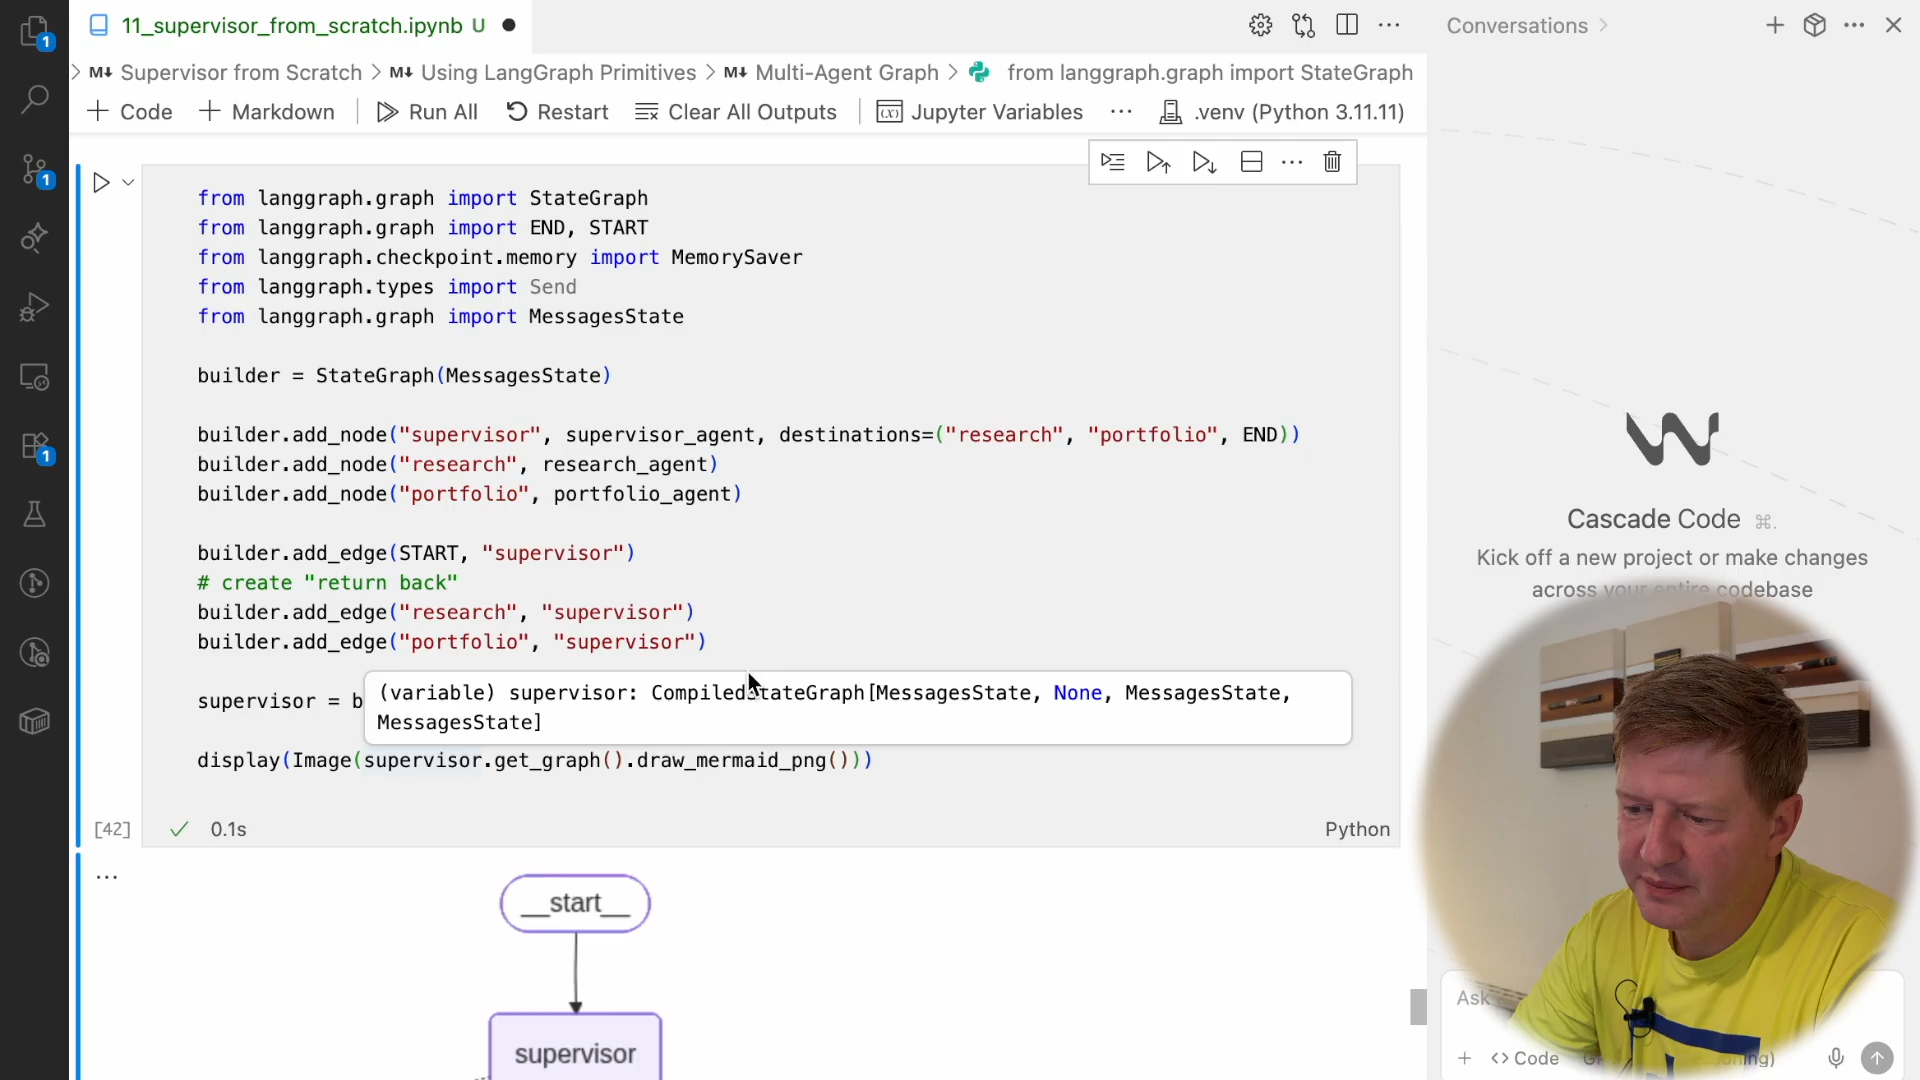 11_supervisor_from_scratch.ipynb U
Conversations
Supervisor from Scratch
Using LangGraph Primitives
Multi-Agent Graph
from langgraph.graph import StateGraph
Code
Markdown
Run All
Restart
Clear All Outputs
Jupyter Variables
.venv (Python 3.11.11)
1
1
1
from langgraph.graph import StateGraph
from langgraph.graph import END, START
from langgraph.checkpoint.memory import MemorySaver
from langgraph.types import Send
from langgraph.graph import MessagesState
builder = StateGraph(MessagesState)
builder.add_node("supervisor", supervisor_agent, destinations=("research", "portfolio", END))
builder.add_node("research", research_agent)
builder.add_node("portfolio", portfolio_agent)
builder.add_edge(START, "supervisor")
# create "return back"
builder.add_edge("research", "supervisor")
builder.add_edge("portfolio", "supervisor")
supervisor = b
(variable) supervisor: CompiledStateGraph[MessagesState, None, MessagesState,
MessagesState]
display(Image(supervisor.get_graph().draw_mermaid_png()))
[42]
0.1s
Python
__start__
supervisor
Cascade Code ⌘.
Kick off a new project or make changes
across your entire codebase
Ask
Code